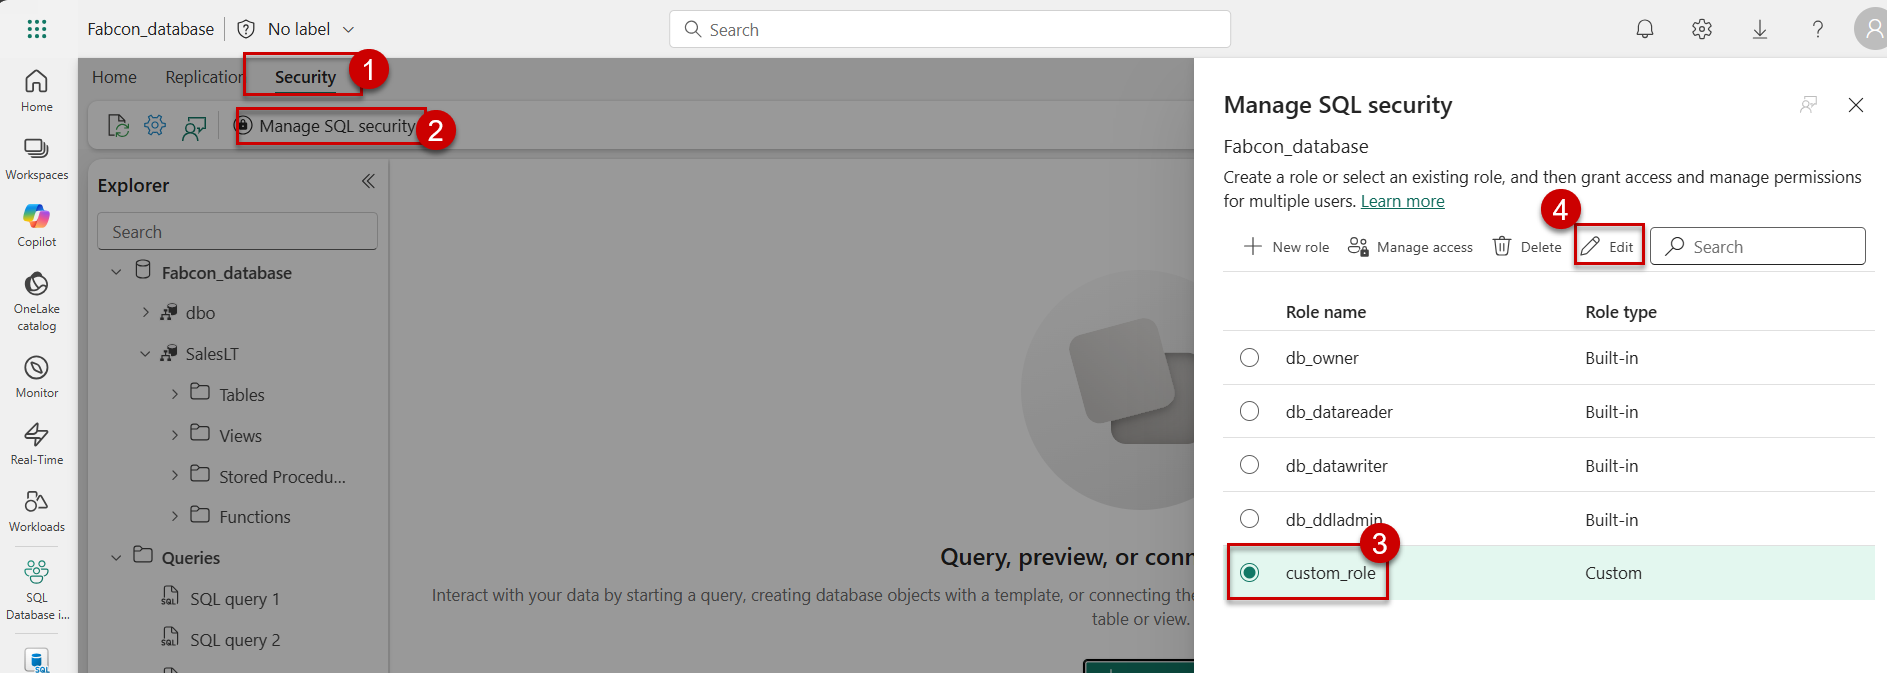 Fabcon_database
No label
Search
Home
Replication
Security
1
Manage SQL security
2
Home
Workspaces
Copilot
OneLake
catalog
Monitor
Real-Time
Workloads
SQL
Database i...
SQL
Explorer
Search
Fabcon_database
dbo
SalesLT
Tables
Views
Stored Procedu...
Functions
Queries
SQL query 1
SQL query 2
Query, preview, or conn
Interact with your data by starting a query, creating database objects with a template, or connecting the
table or view.
Manage SQL security
Fabcon_database
Create a role or select an existing role, and then grant access and manage permissions
for multiple users. Learn more
4
New role
Manage access
Delete
Edit
Search
Role name
Role type
db_owner
Built-in
db_datareader
Built-in
db_datawriter
Built-in
db_ddladmin
Built-in
3
custom_role
Custom